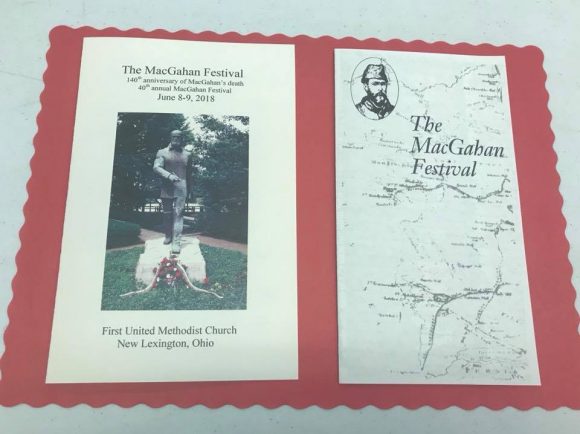 The MacGahan Festival
140th anniversary of MacGahan's death
40th annual MacGahan Festival
June 8-9, 2018
First United Methodist Church
New Lexington, Ohio
The
MacGahan
Festival
PERSIA